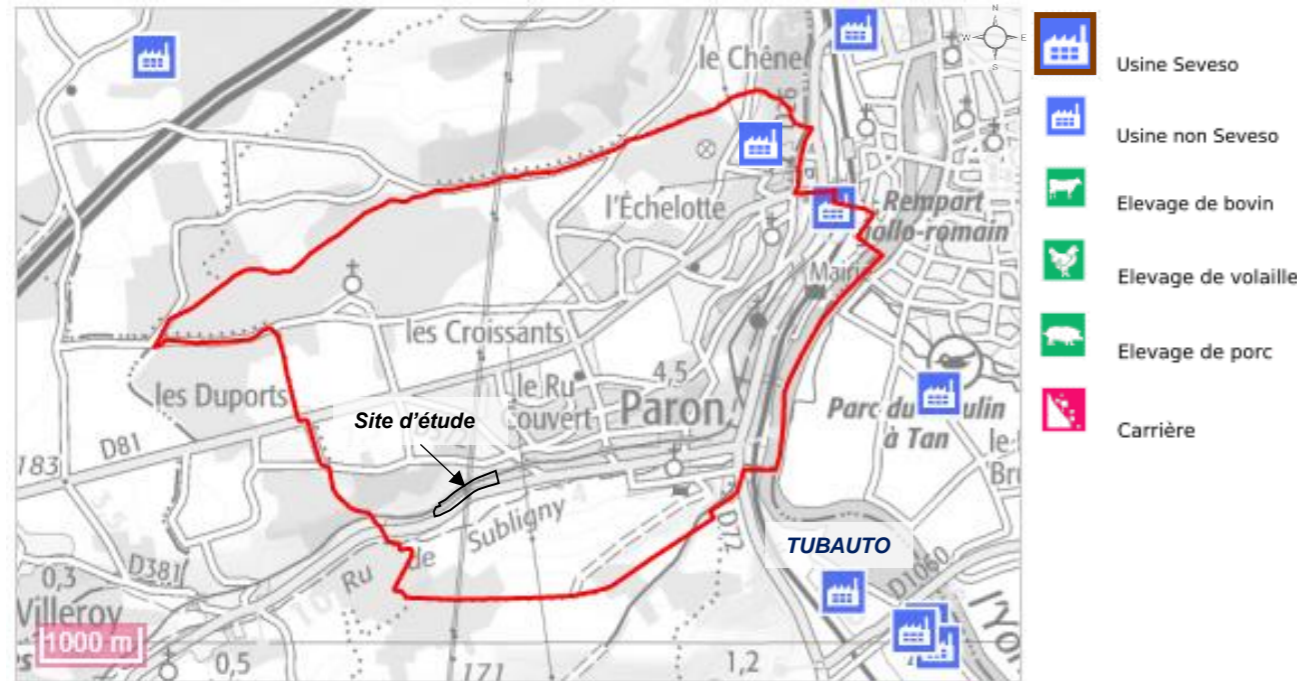 N
W
E
S
le Chêne
l'Échelotte
Rempart
gallo-romain
Mairie
les Croissants
les Duports
le Ru
Couvert
4,5
Paron
Parc du Moulin
à Tan
Site d'étude
D81
183
Subligny
de
Ru
D72
TUBAUTO
D1060
D381
0,3
Villeroy
1000 m
0,5
171
1,2
l'Yo
Usine Seveso
Usine non Seveso
Elevage de bovin
Elevage de volaille
Elevage de porc
Carrière